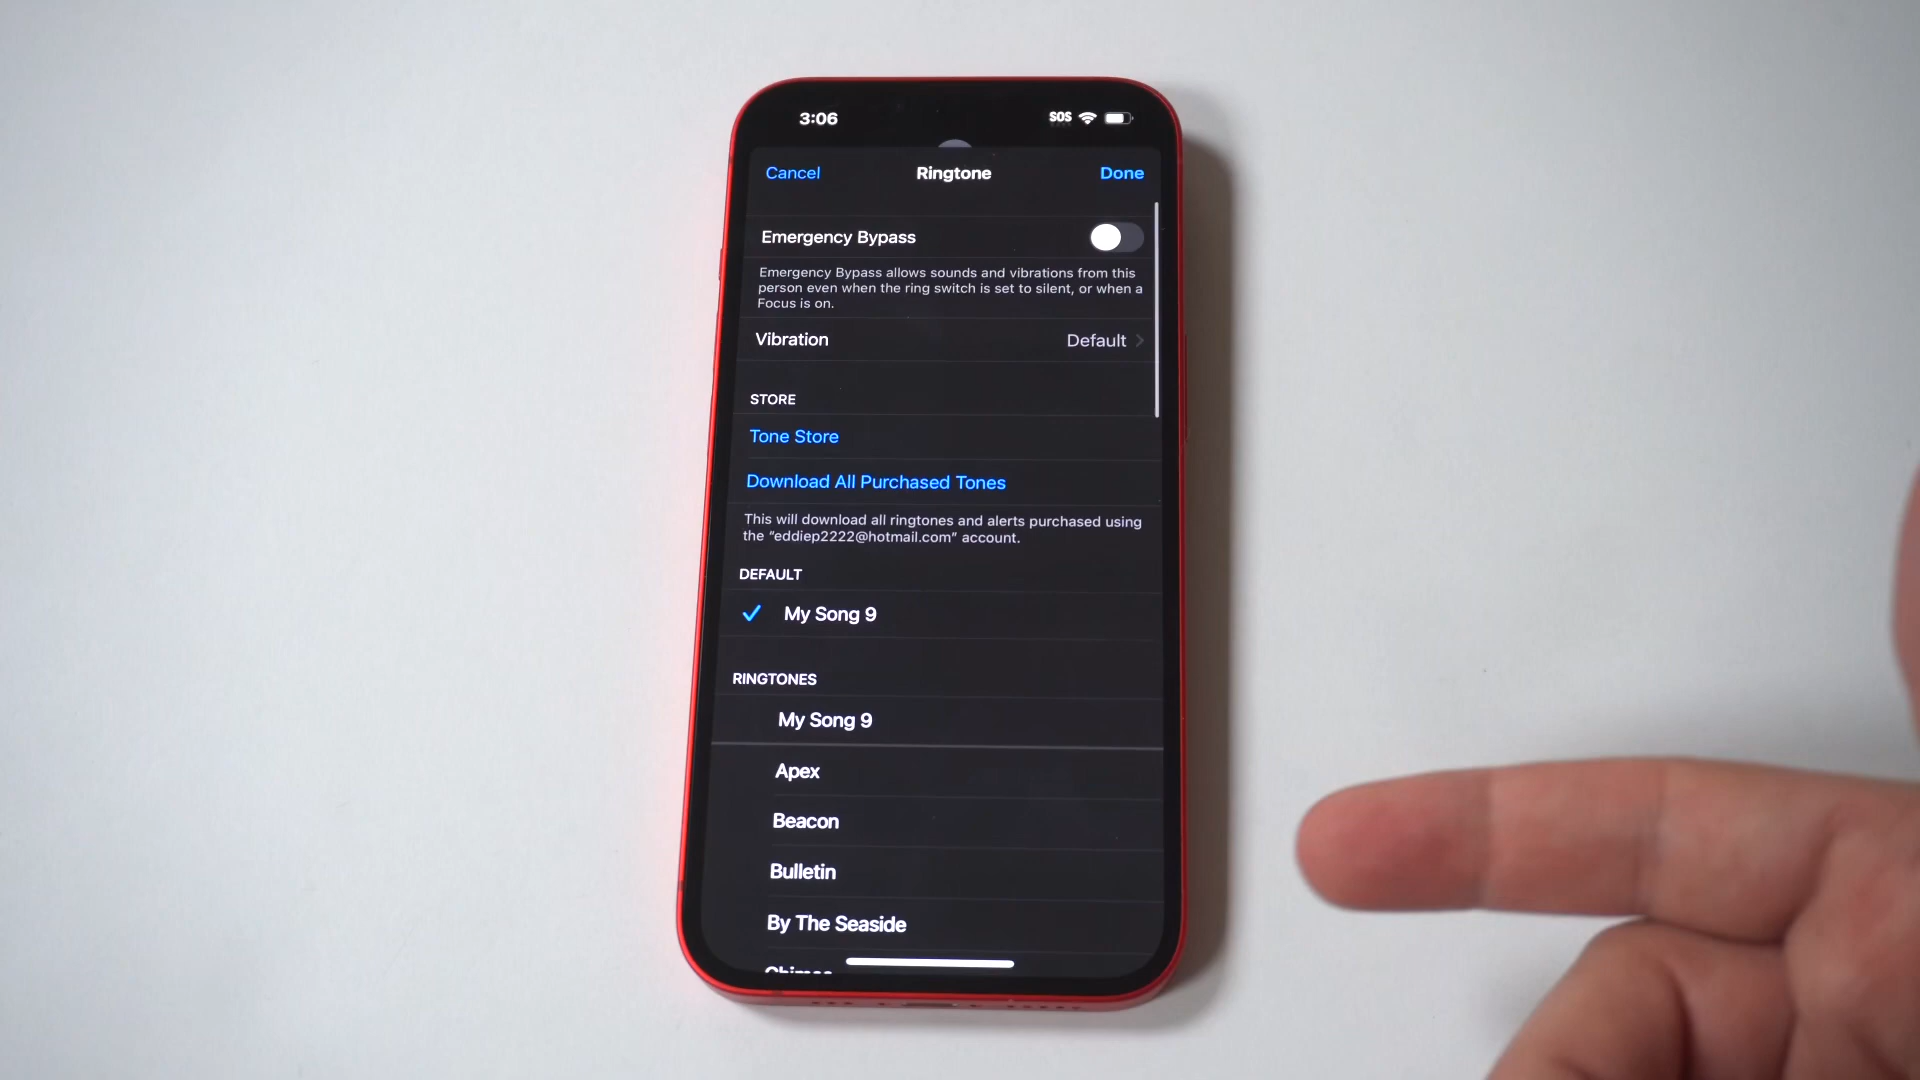 3:06 SOS
Cancel Ringtone Done
Emergency Bypass
Emergency Bypass allows sounds and vibrations from this
person even when the ring switch is set to silent, or when a
Focus is on.
Vibration Default
STORE
Tone Store
Download All Purchased Tones
This will download all ringtones and alerts purchased using
the “eddiep2222@hotmail.com” account.
DEFAULT
My Song 9
RINGTONES
My Song 9
Apex
Beacon
Bulletin
By The Seaside